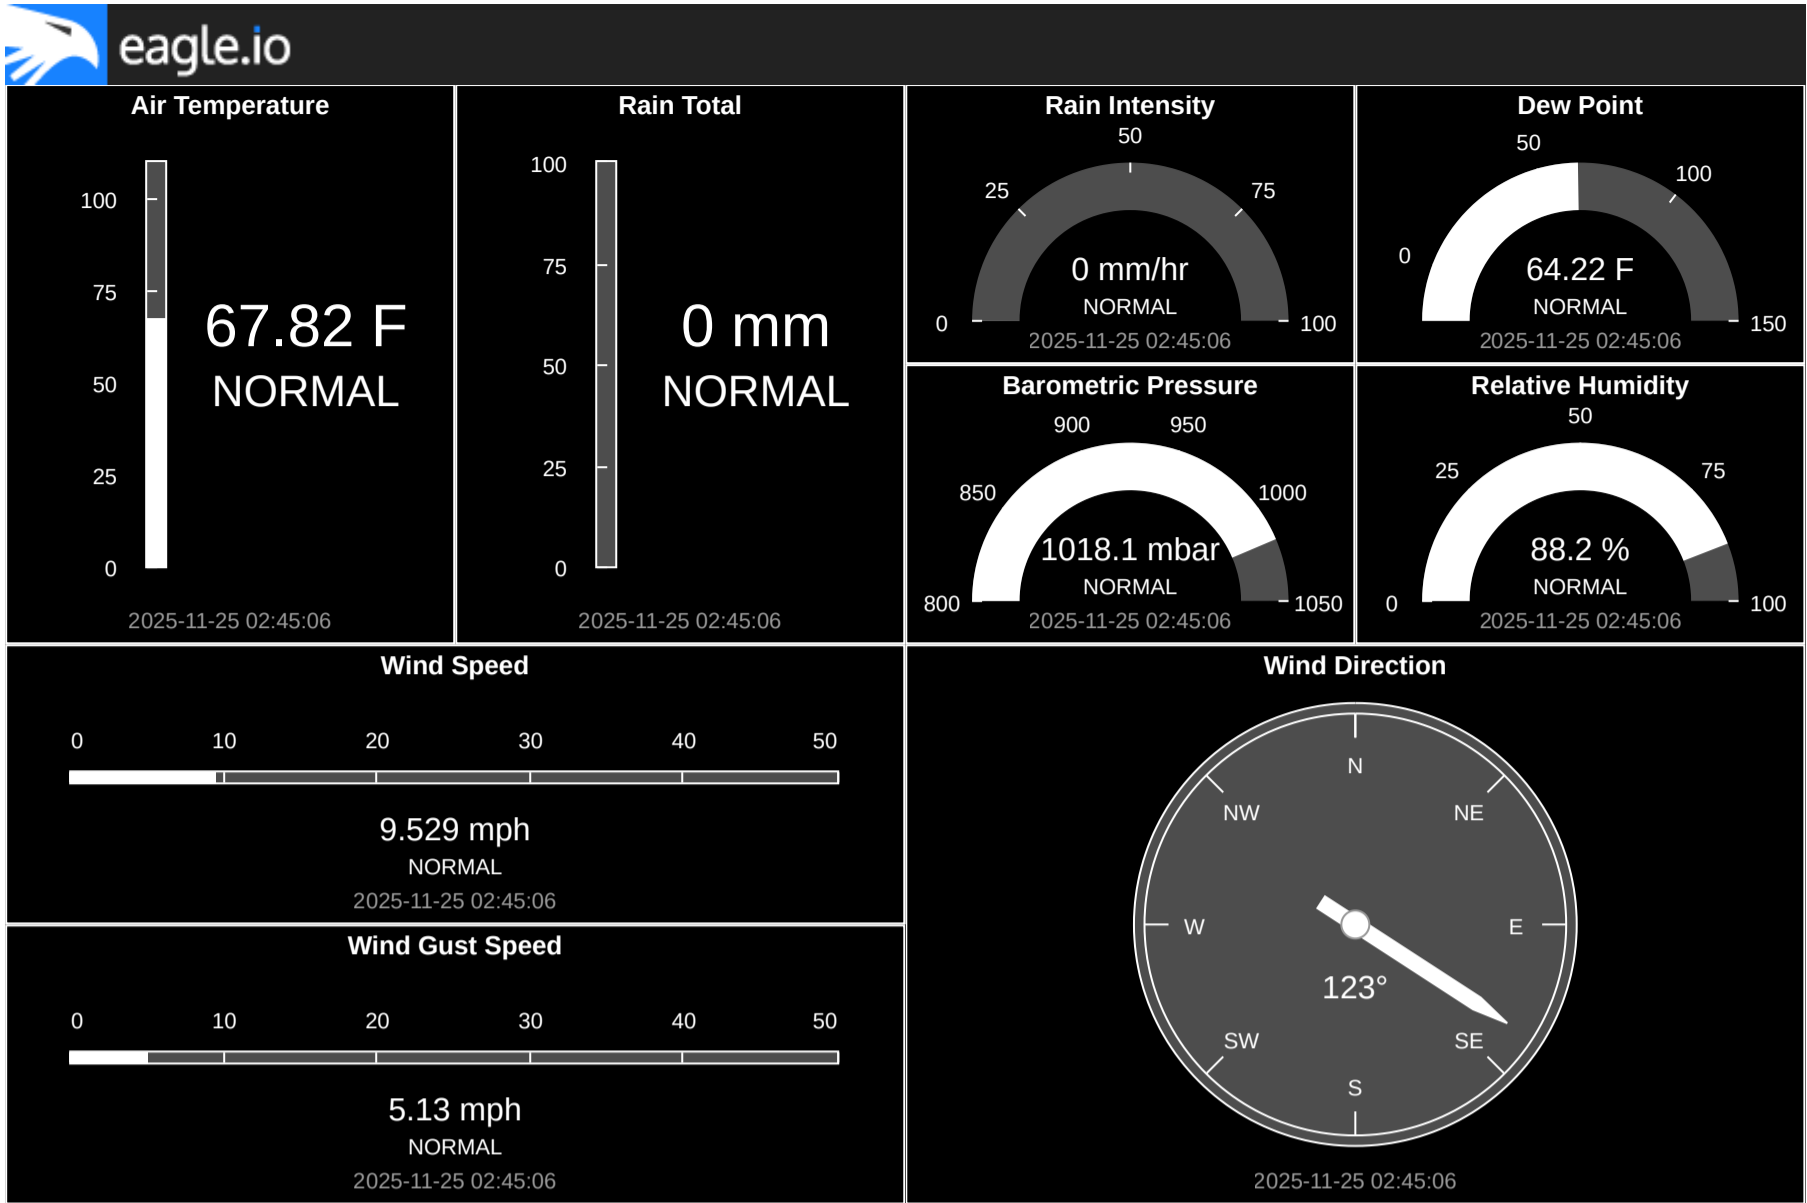 eagle.io
Air Temperature
100
75
50
25
0
67.82 F
NORMAL
2025-11-25 02:45:06
Rain Total
100
75
50
25
0
0 mm
NORMAL
2025-11-25 02:45:06
Rain Intensity
50
25
75
0
100
0 mm/hr
NORMAL
2025-11-25 02:45:06
Dew Point
50
100
0
150
64.22 F
NORMAL
2025-11-25 02:45:06
Barometric Pressure
900 950
850 1000
800 1050
1018.1 mbar
NORMAL
2025-11-25 02:45:06
Relative Humidity
50
25 75
0 100
88.2 %
NORMAL
2025-11-25 02:45:06
Wind Speed
0 10 20 30 40 50
9.529 mph
NORMAL
2025-11-25 02:45:06
Wind Gust Speed
0 10 20 30 40 50
5.13 mph
NORMAL
2025-11-25 02:45:06
Wind Direction
N
NW NE
W E
123°
SW SE
S
2025-11-25 02:45:06